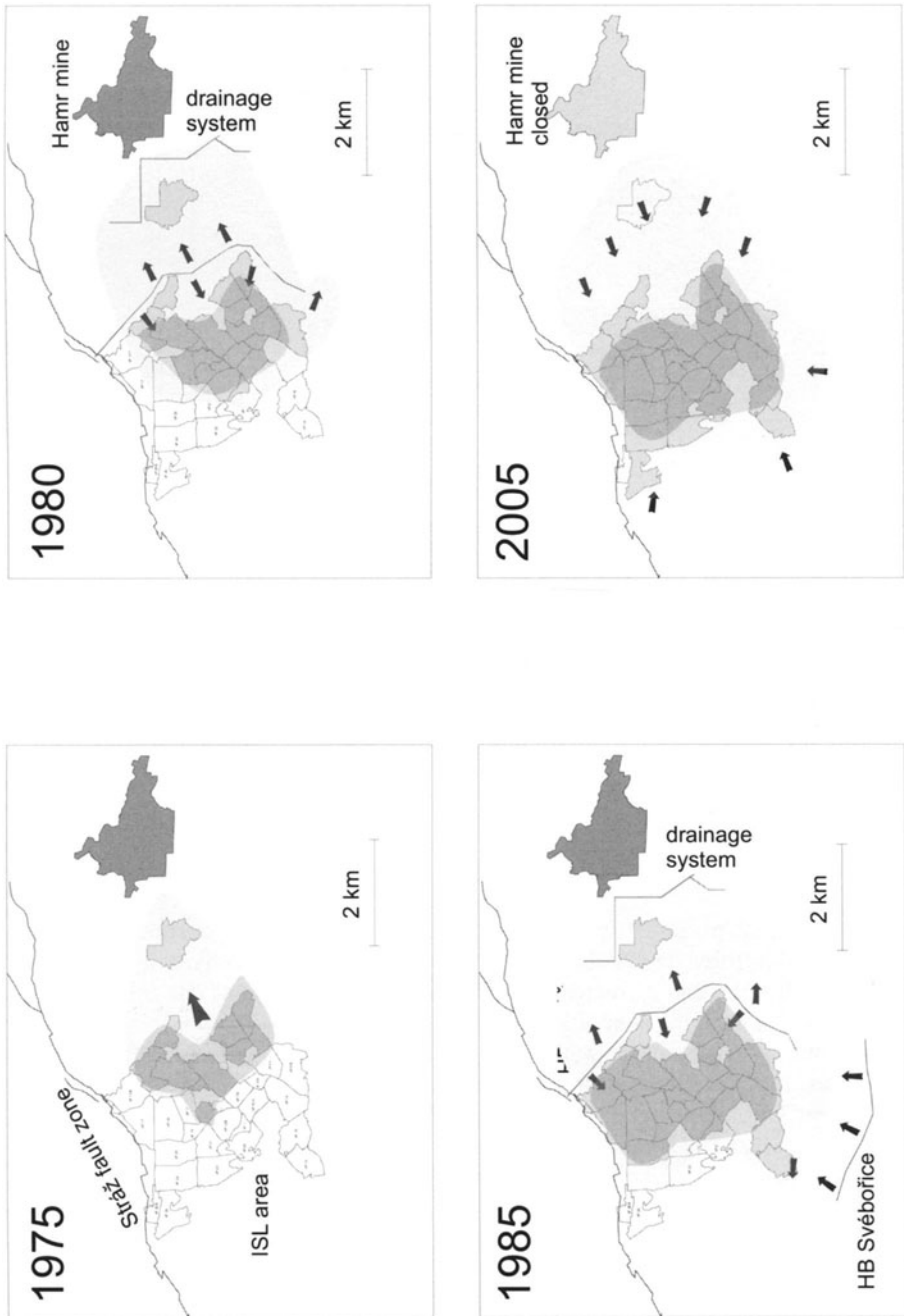 1975
Stráž fault zone
ISL area
2 km
1980
Hamr mine
drainage
system
2 km
1985
drainage
system
HB Svébořice
2 km
2005
Hamr mine
closed
2 km